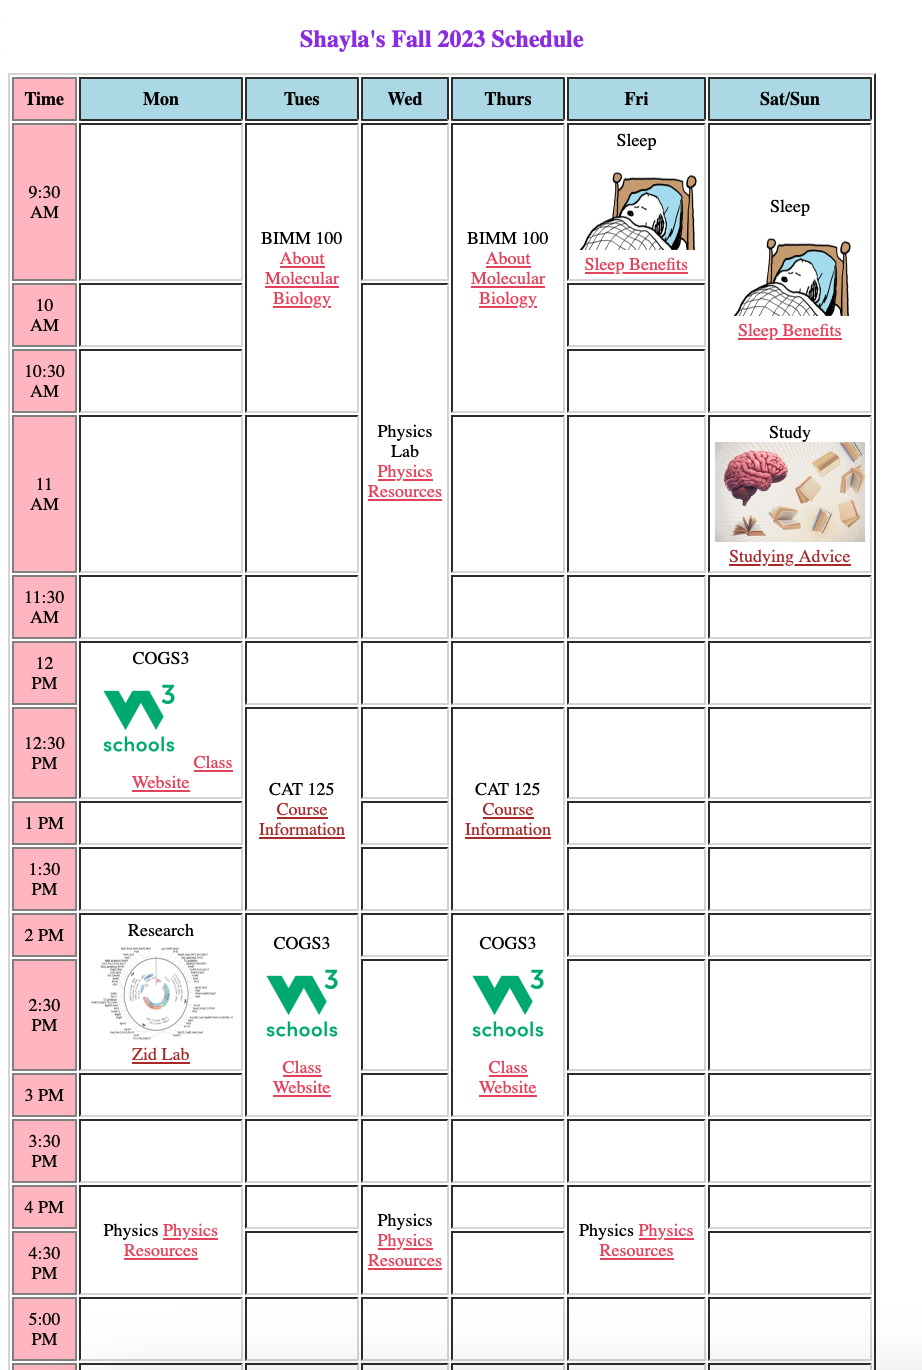 Shayla's Fall 2023 Schedule
Time Mon Tues Wed Thurs Fri Sat/Sun
9:30
AM
BIMM 100
About
Molecular
Biology
BIMM 100
About
Molecular
Biology
Sleep
Sleep Benefits
Sleep
Sleep Benefits
10
AM
Physics
Lab
Physics
Resources
10:30
AM
11
AM
Study
Studying Advice
11:30
AM
12
PM
COGS3
3
schools
Class
Website
12:30
PM
CAT 125
Course
Information
CAT 125
Course
Information
1 PM
1:30
PM
2 PM
Research
Zid Lab
COGS3
3
schools
Class
Website
COGS3
3
schools
Class
Website
2:30
PM
3 PM
3:30
PM
4 PM
Physics Physics
Resources
Physics
Physics
Resources
Physics Physics
Resources
4:30
PM
5:00
PM